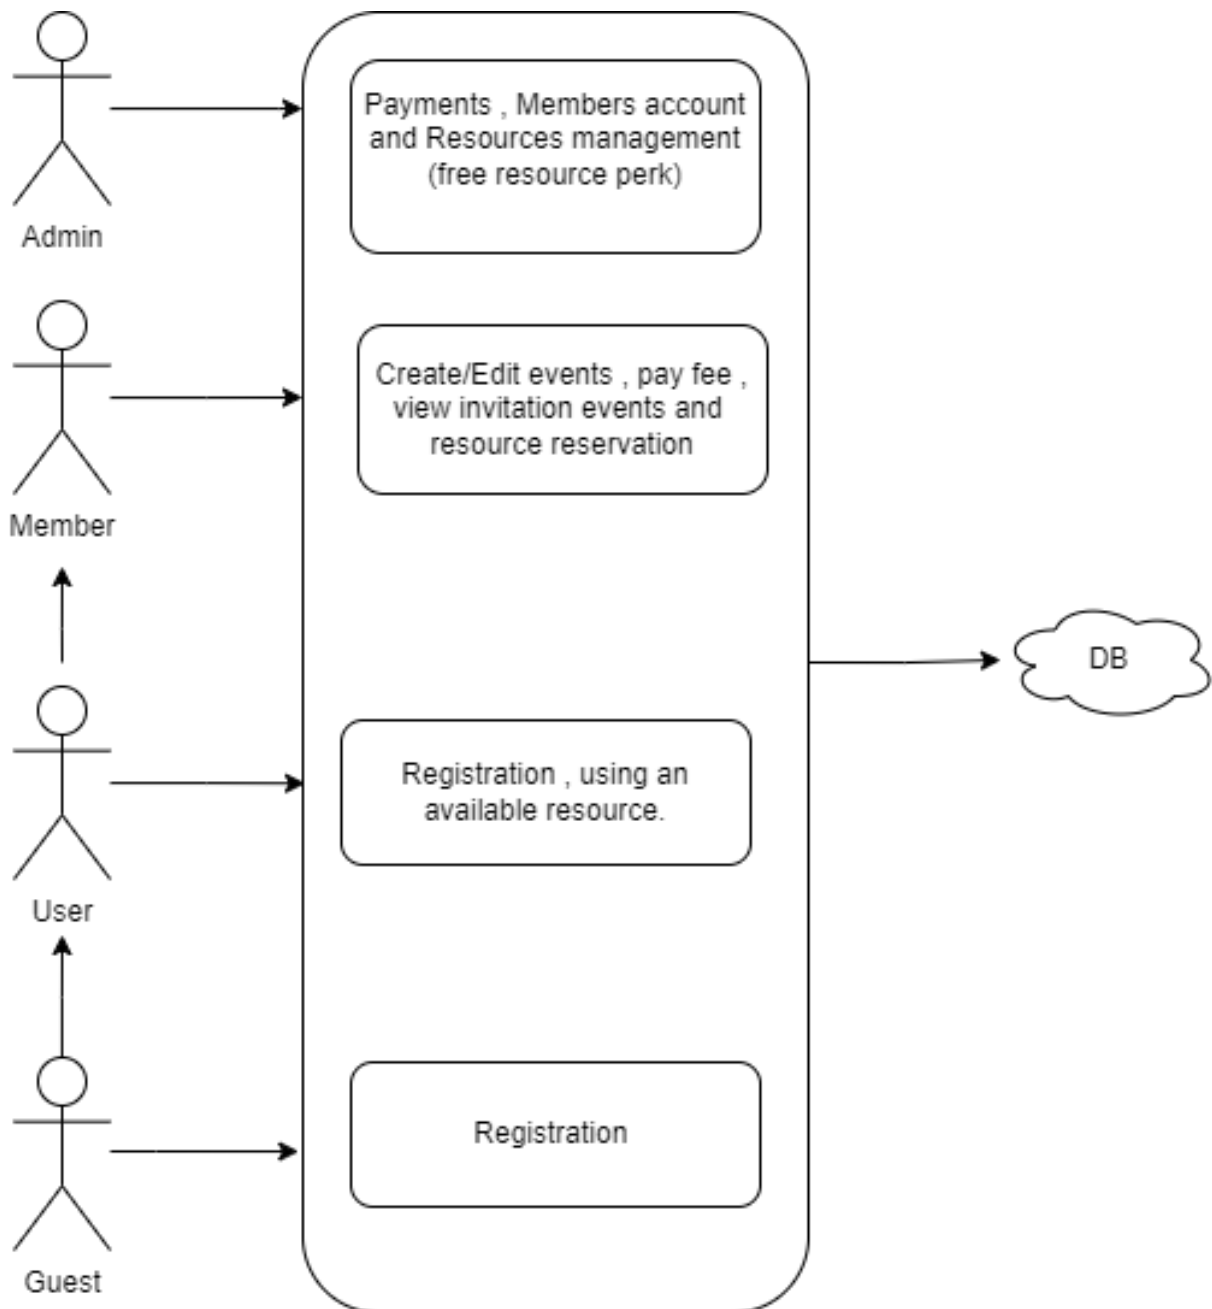 Payments , Members account
and Resources management
(free resource perk)
Admin
Create/Edit events , pay fee ,
view invitation events and
resource reservation
Member
DB
Registration , using an
available resource.
User
Registration
Guest